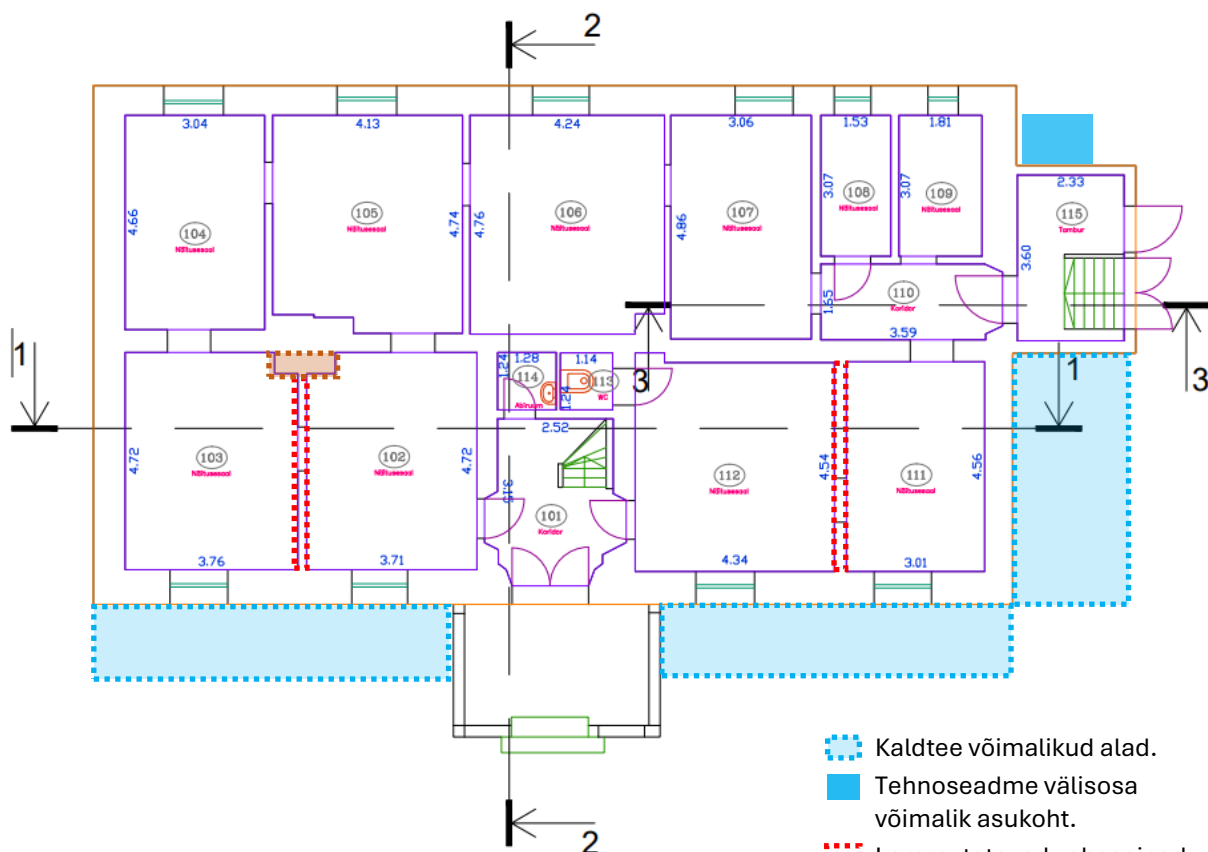 2
3.04
4.13
4.24
3.06
1.53
1.81
2.33
4.66
104
Näitusesaal
105
Näitusesaal
4.74
4.76
106
Näitusesaal
4.86
107
Näitusesaal
3.07
108
Näitusesaal
3.07
109
Näitusesaal
115
Tambur
3.60
1.65
110
Koridor
3.59
1
3
1
3
1.24
1.28
114
Abiruum
1.14
113
WC
1.24
2.52
4.72
103
Näitusesaal
3.76
102
Näitusesaal
4.72
3.71
3.15
101
Koridor
112
Näitusesaal
4.54
4.34
111
Näitusesaal
4.56
3.01
Kaldtee võimalikud alad.
Tehnoseadme välisosa
võimalik asukoht.
2